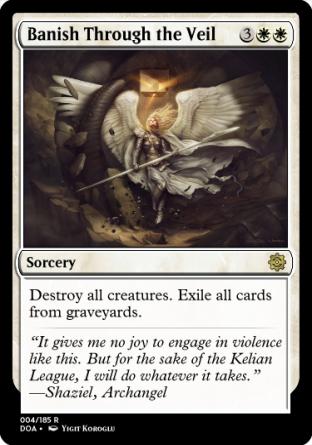 Banish Through the Veil 3
Sorcery
Destroy all creatures. Exile all cards
from graveyards.
“It gives me no joy to engage in violence
like this. But for the sake of the Kelian
League, I will do whatever it takes.”
—Shaziel, Archangel
004/185 R
DOA • Yigit Koroglu